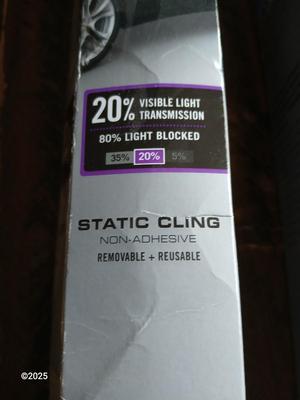 20% VISIBLE LIGHT
TRANSMISSION
80% LIGHT BLOCKED
35% 20% 5%
STATIC CLING
NON-ADHESIVE
REMOVABLE + REUSABLE
©2025